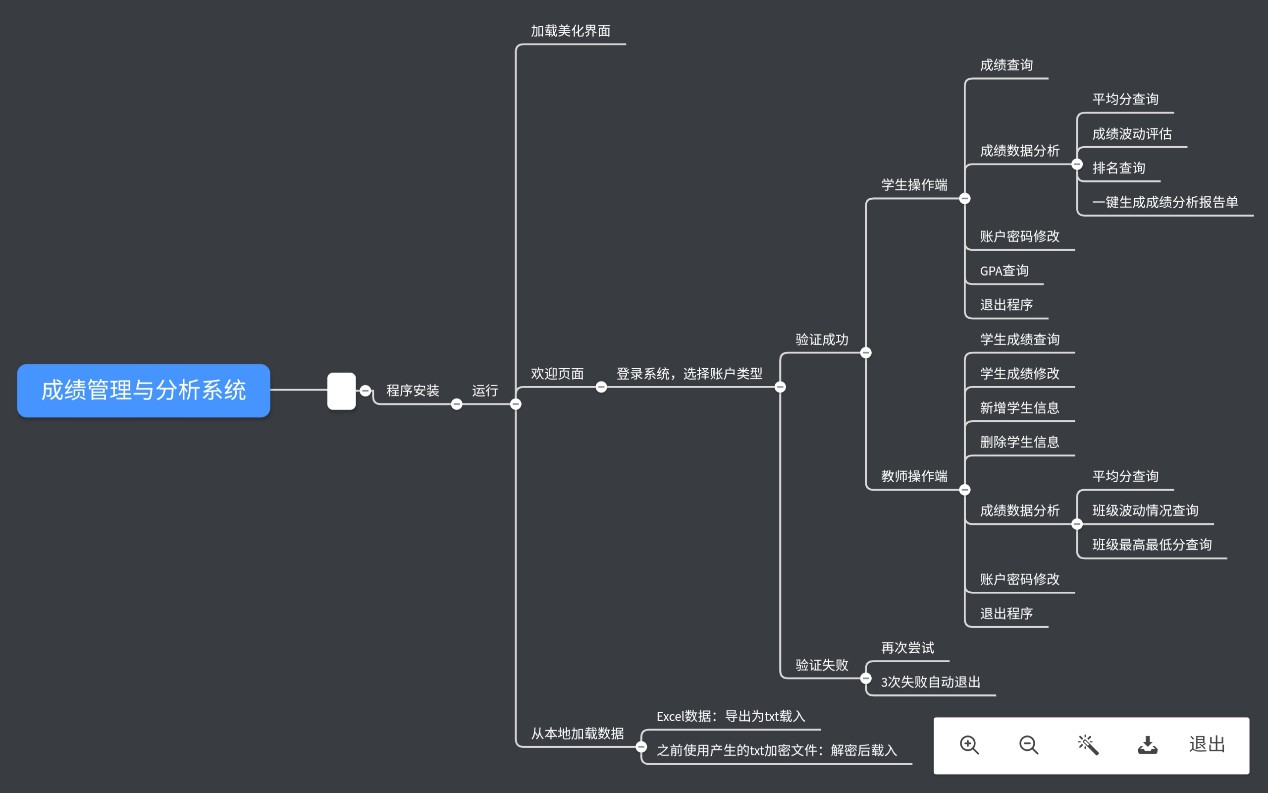 加载美化界面
成绩查询
平均分查询
成绩波动评估
成绩数据分析
排名查询
学生操作端
一键生成成绩分析报告单
账户密码修改
GPA查询
退出程序
验证成功
学生成绩查询
欢迎页面
登录系统，选择账户类型
学生成绩修改
成绩管理与分析系统
程序安装
运行
新增学生信息
删除学生信息
教师操作端
平均分查询
成绩数据分析
班级波动情况查询
班级最高最低分查询
账户密码修改
退出程序
再次尝试
验证失败
3次失败自动退出
Excel数据：导出为txt载入
从本地加载数据
之前使用产生的txt加密文件：解密后载入
退出